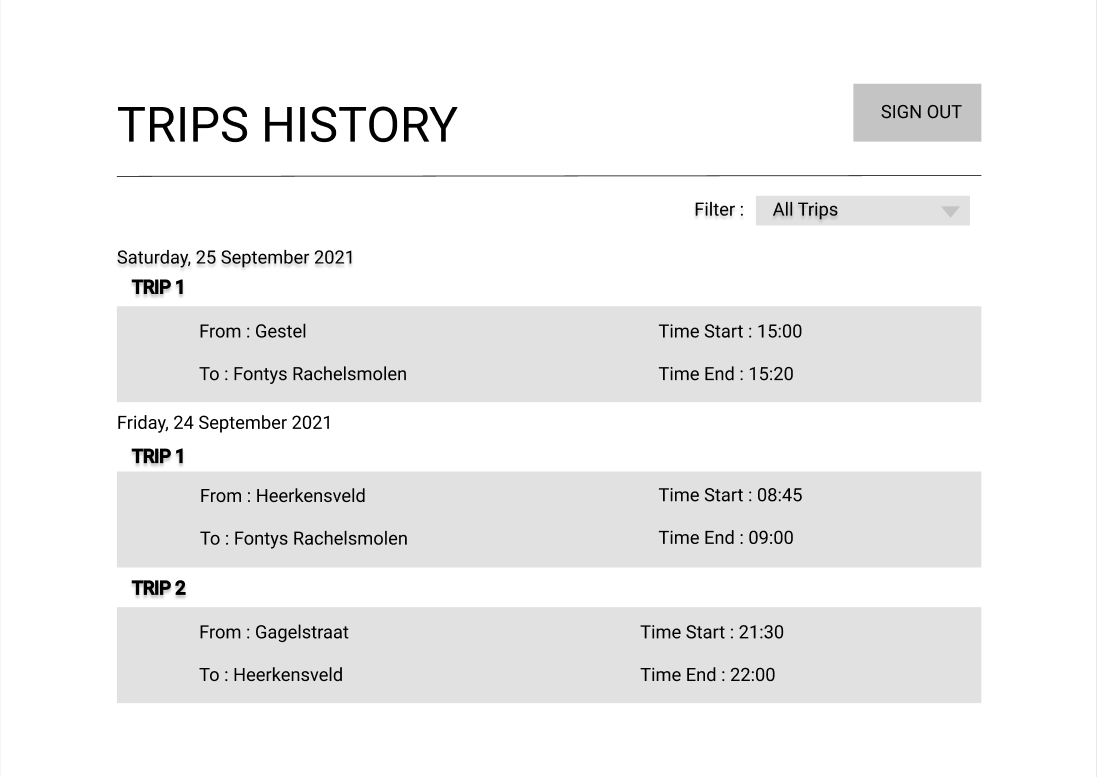 TRIPS HISTORY
SIGN OUT
Filter : All Trips
Saturday, 25 September 2021
TRIP 1
From : Gestel Time Start : 15:00
To : Fontys Rachelsmolen Time End : 15:20
Friday, 24 September 2021
TRIP 1
From : Heerkensveld Time Start : 08:45
To : Fontys Rachelsmolen Time End : 09:00
TRIP 2
From : Gagelstraat Time Start : 21:30
To : Heerkensveld Time End : 22:00